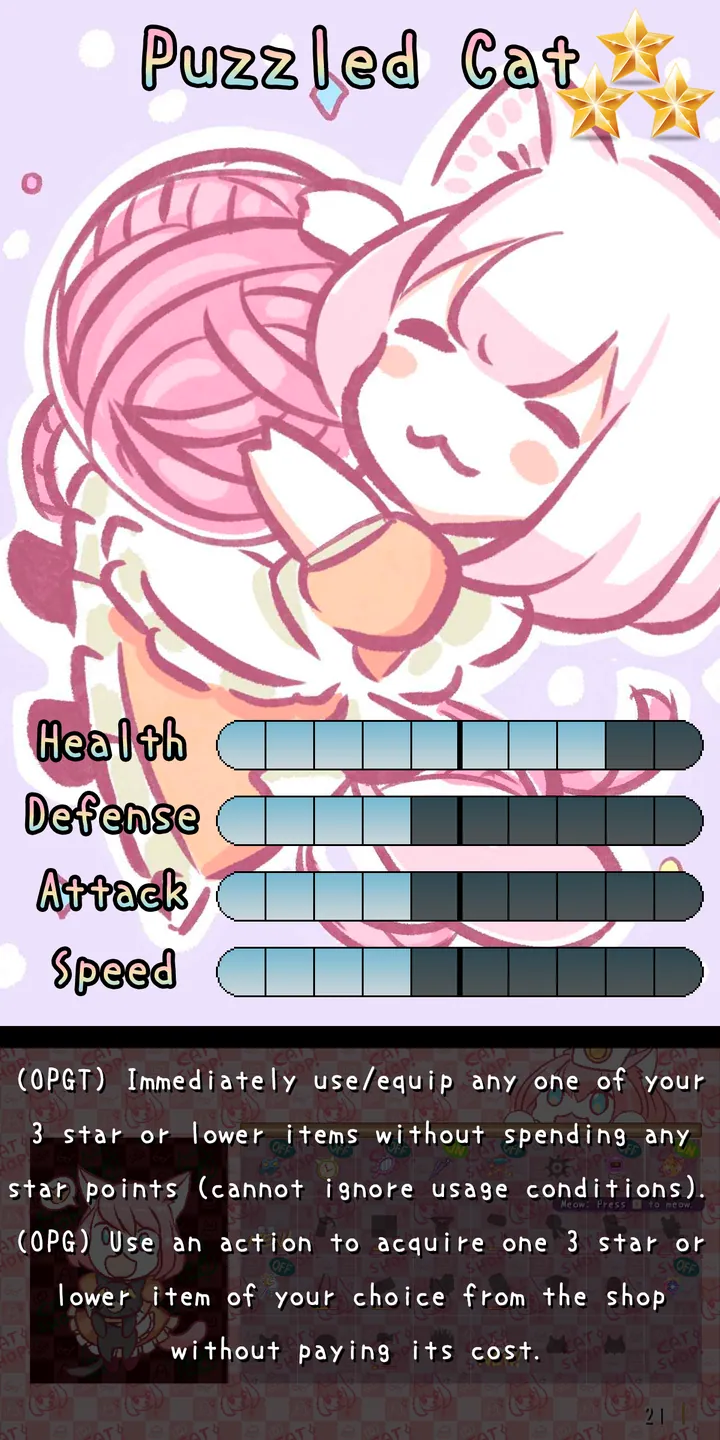 Puzzled Cat
Health
Defense
Attack
Speed
(OPGT) Immediately use/equip any one of your
3 star or lower items without spending any
star points (cannot ignore usage conditions).
(OPG) Use an action to acquire one 3 star or
lower item of your choice from the shop
without paying its cost.
21